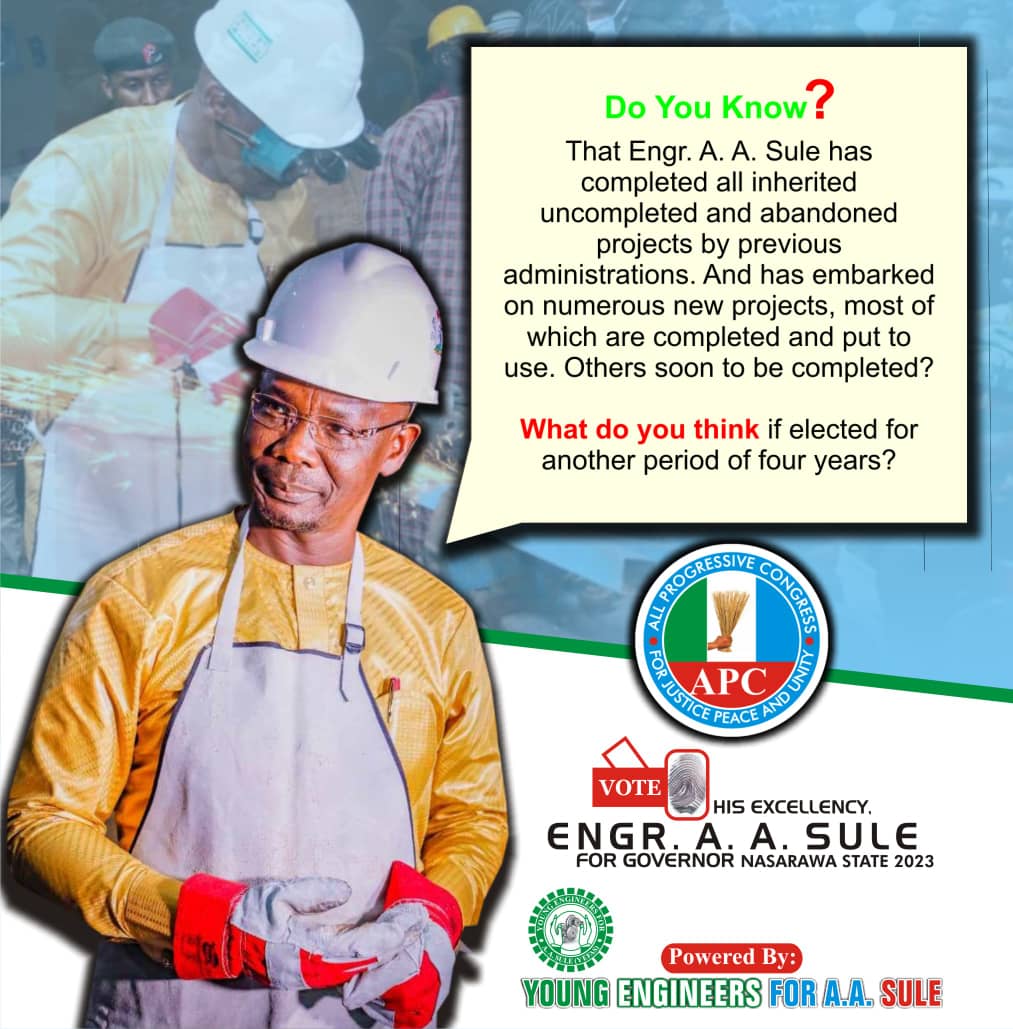 Do You Know?
That Engr. A. A. Sule has
completed all inherited
uncompleted and abandoned
projects by previous
administrations. And has embarked
on numerous new projects, most of
which are completed and put to
use. Others soon to be completed?
What do you think if elected for
another period of four years?
ALL PROGRESSIVE CONGRESS
APC
FOR JUSTICE PEACE AND UNITY
VOTE
HIS EXCELLENCY,
ENGR. A. A. SULE
FOR GOVERNOR NASARAWA STATE 2023
YOUNG ENGINEERS FOR
Powered By:
YOUNG ENGINEERS FOR A.A. SULE